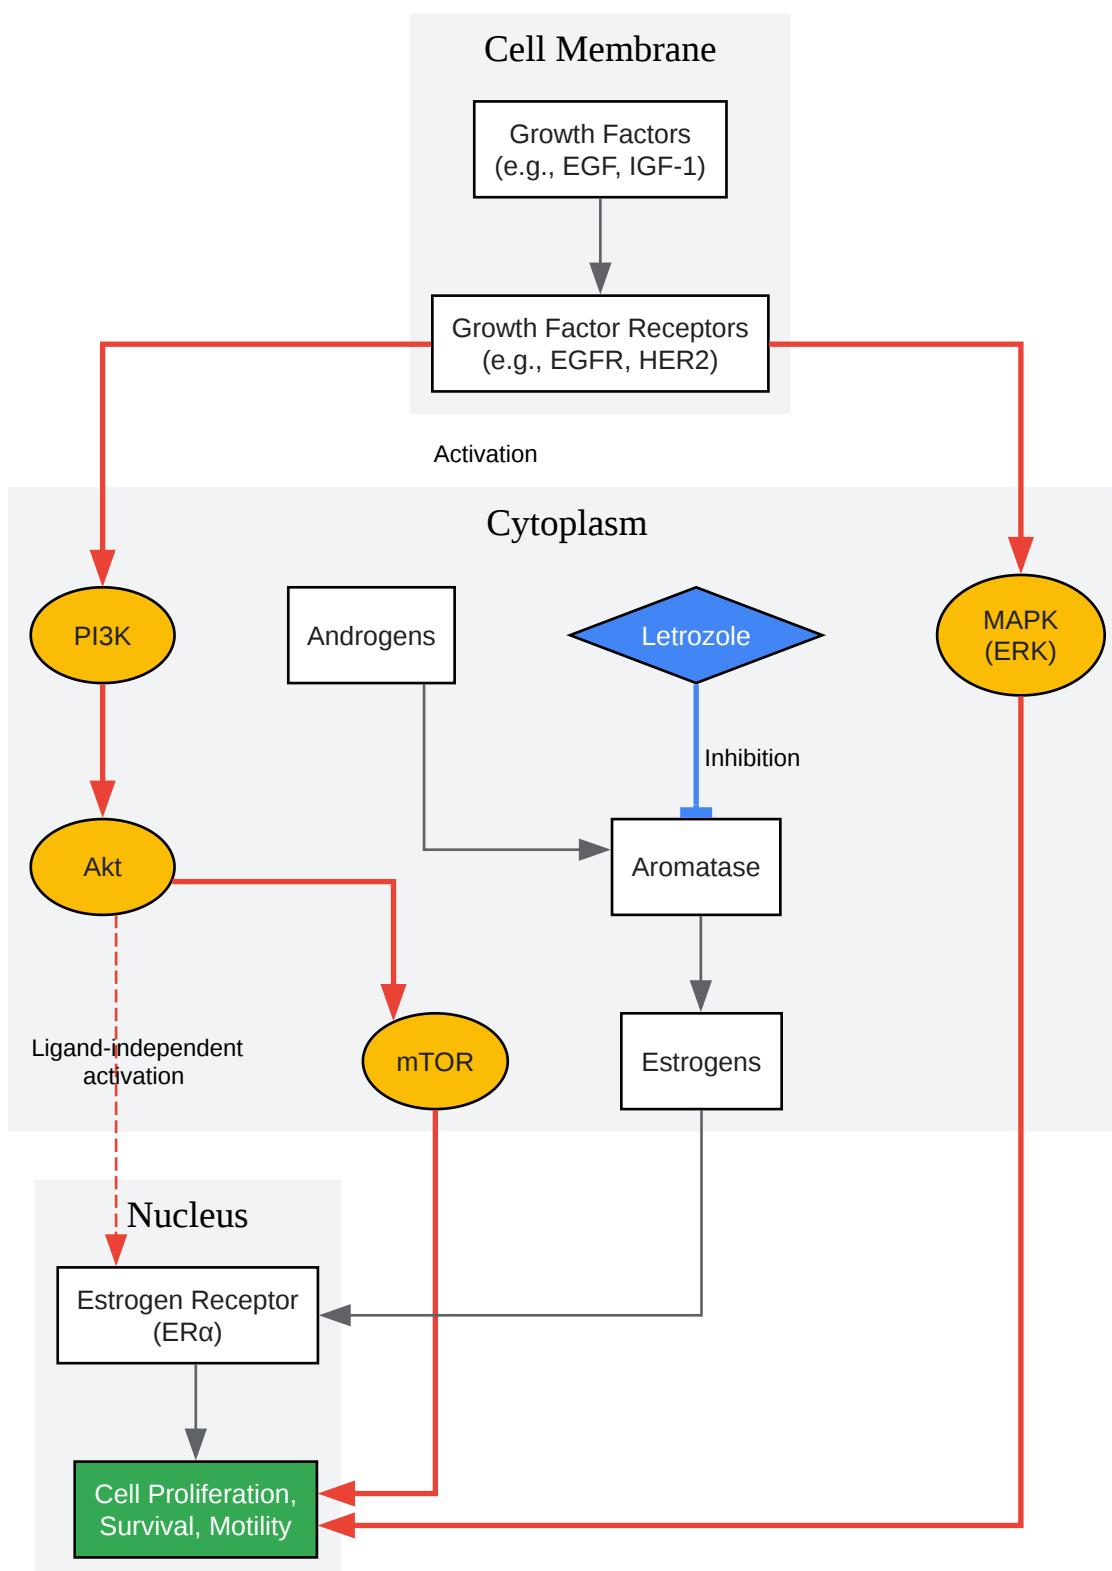 Cell Membrane
Growth Factors
(e.g., EGF, IGF-1)
Growth Factor Receptors
(e.g., EGFR, HER2)
Activation
Cytoplasm
PI3K
Androgens
Letrozole
MAPK
(ERK)
Inhibition
Akt
Aromatase
Ligand-independent
activation
mTOR
Estrogens
Nucleus
Estrogen Receptor
(ERα)
Cell Proliferation,
Survival, Motility